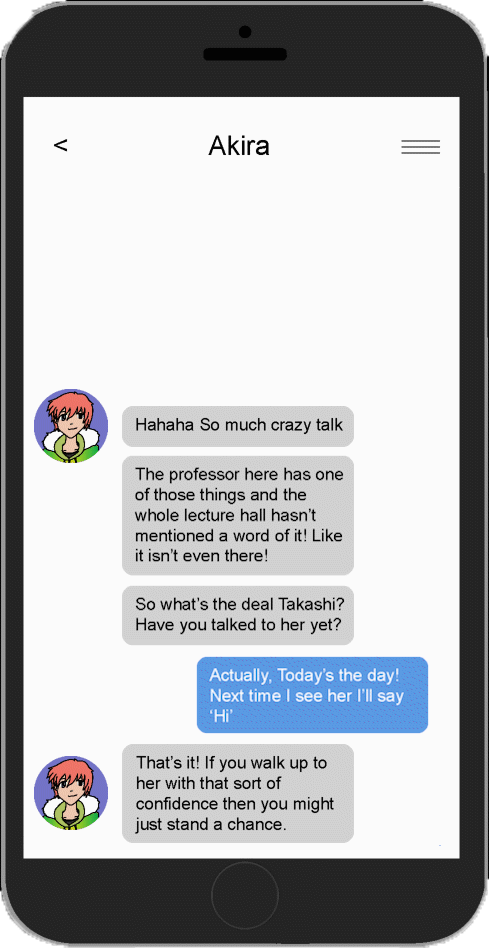 <
Akira
Hahaha So much crazy talk
The professor here has one
of those things and the
whole lecture hall hasn't
mentioned a word of it! Like
it isn't even there!
So what's the deal Takashi?
Have you talked to her yet?
Actually, Today's the day!
Next time I see her I'll say
‘Hi’
That's it! If you walk up to
her with that sort of
confidence then you might
just stand a chance.